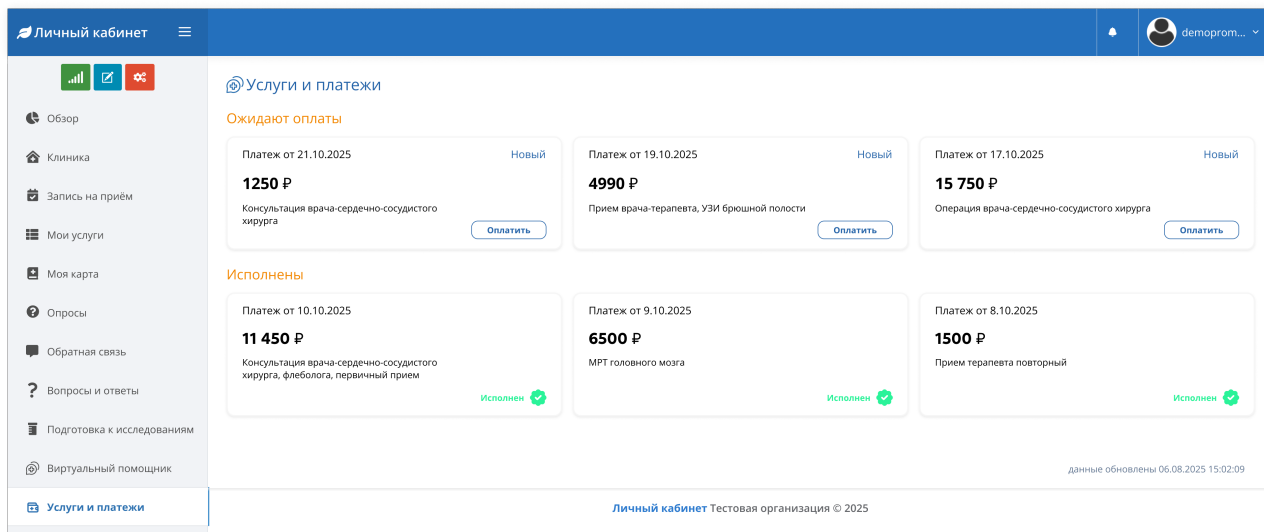 Личный кабинет
demoprom...
Обзор
Клиника
Запись на приём
Мои услуги
Моя карта
Опросы
Обратная связь
Вопросы и ответы
Подготовка к исследованиям
Виртуальный помощник
Услуги и платежи
Услуги и платежи
Ожидают оплаты
Платеж от 21.10.2025 Новый
1250 ₽
Консультация врача-сердечно-сосудистого
хирурга
Оплатить
Платеж от 19.10.2025 Новый
4990 ₽
Прием врача-терапевта, УЗИ брюшной полости
Оплатить
Платеж от 17.10.2025 Новый
15 750 ₽
Операция врача-сердечно-сосудистого хирурга
Оплатить
Исполнены
Платеж от 10.10.2025
11 450 ₽
Консультация врача-сердечно-сосудистого
хирурга, флеболога, первичный прием
Исполнен
Платеж от 9.10.2025
6500 ₽
МРТ головного мозга
Исполнен
Платеж от 8.10.2025
1500 ₽
Прием терапевта повторный
Исполнен
данные обновлены 06.08.2025 15:02:09
Личный кабинет Тестовая организация © 2025